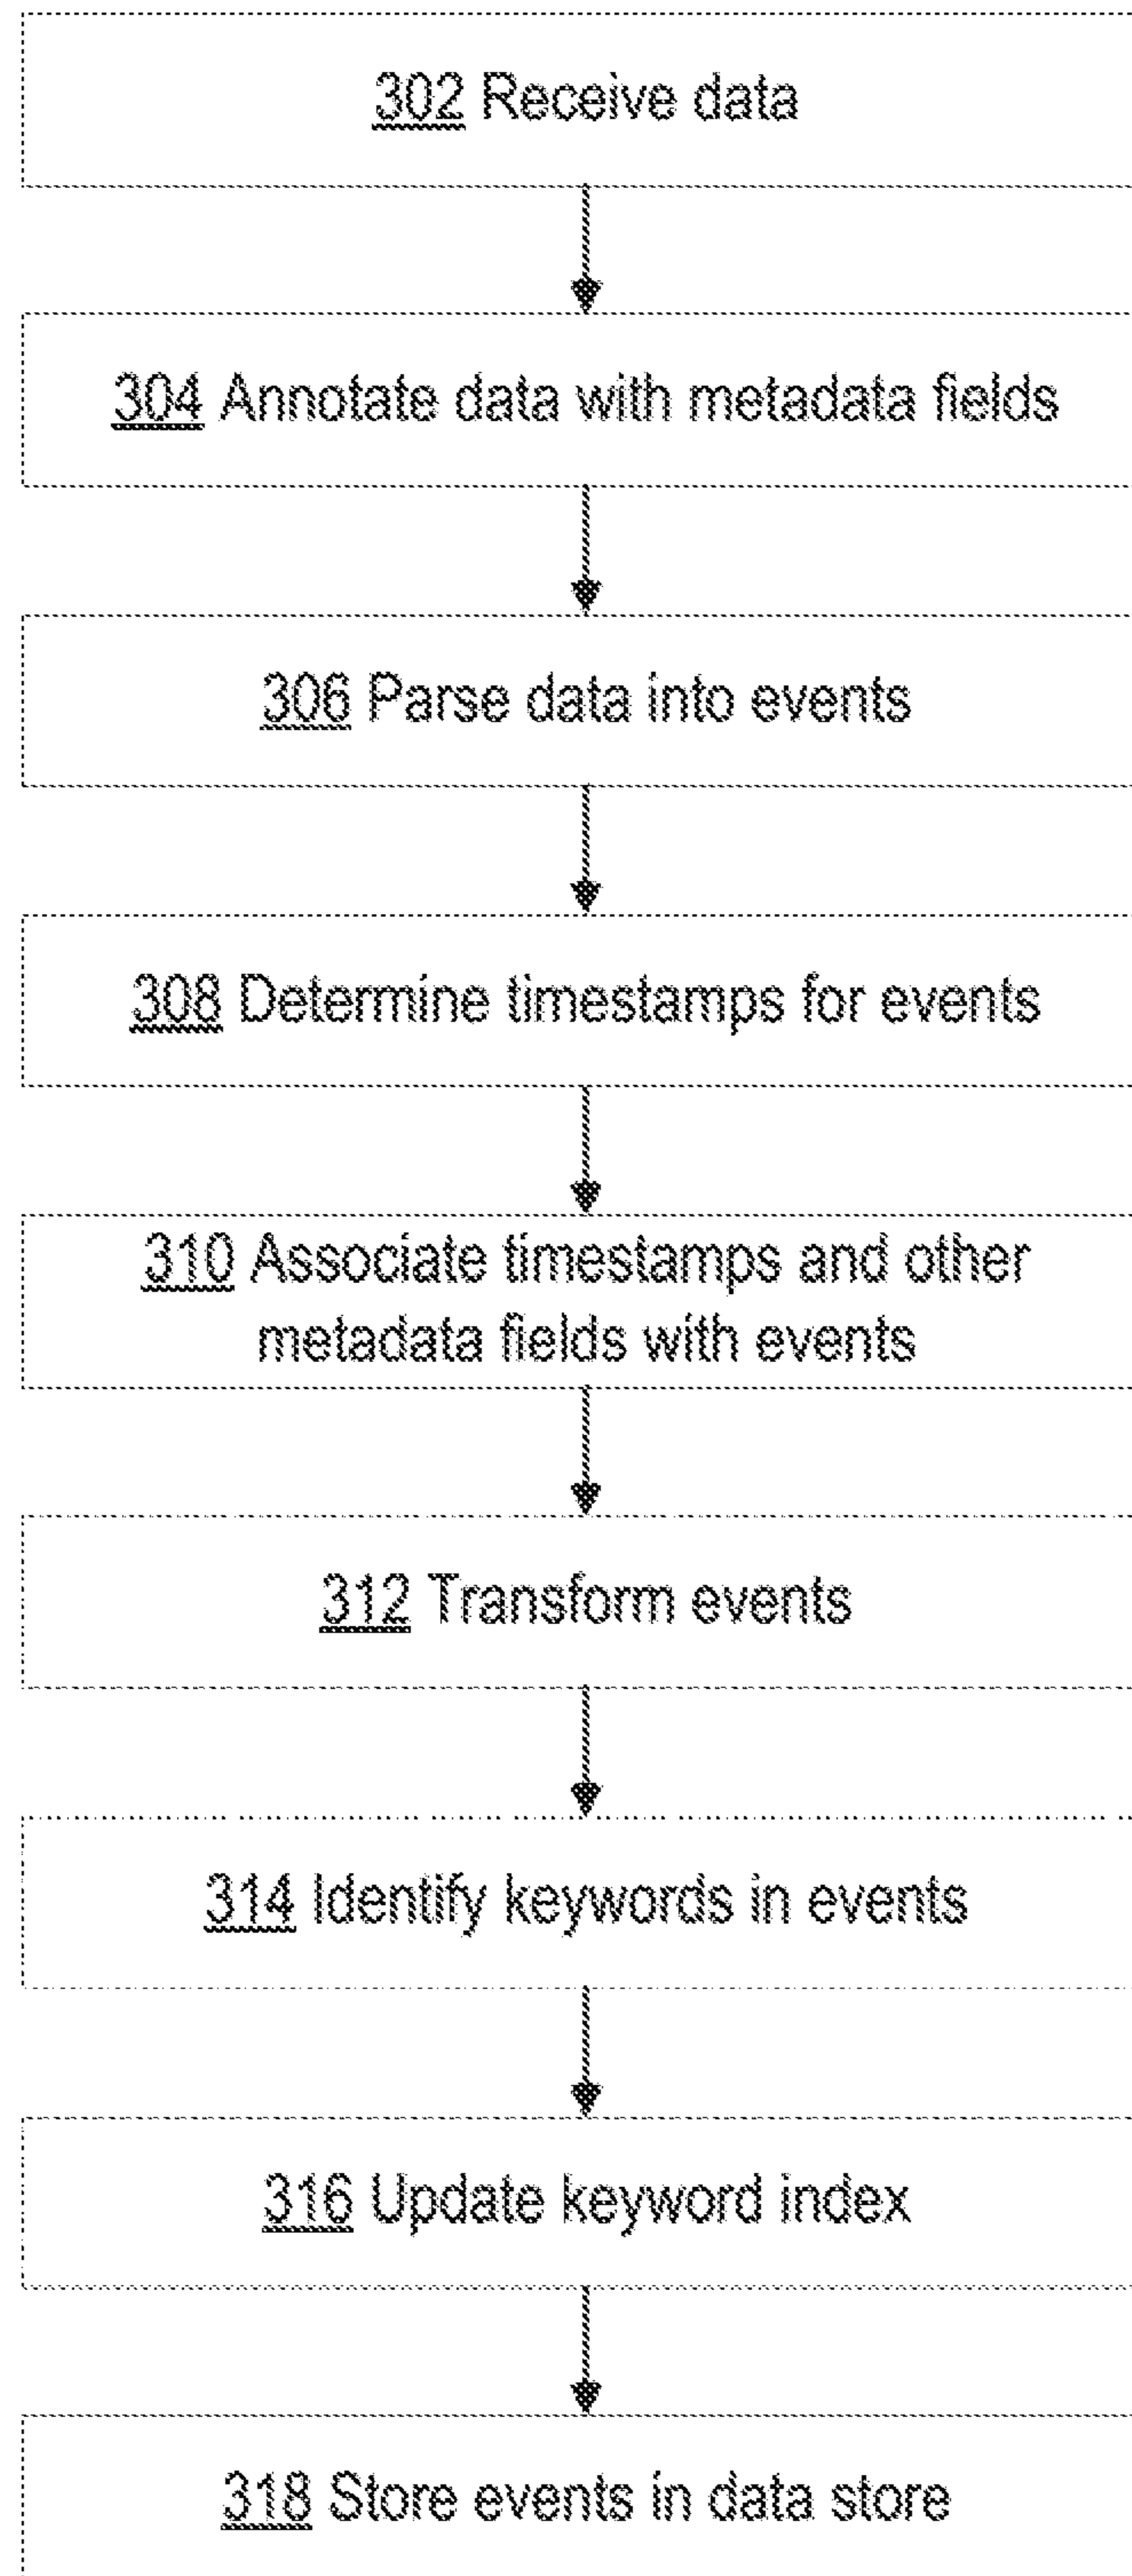 302 Receive data
304 Annotate data with metadata fields
306 Parse data into events
308 Determine timestamps for events
310 Associate timestamps and other
metadata fields with events
312 Transform events
314 Identify keywords in events
316 Update keyword index
318 Store events in data store